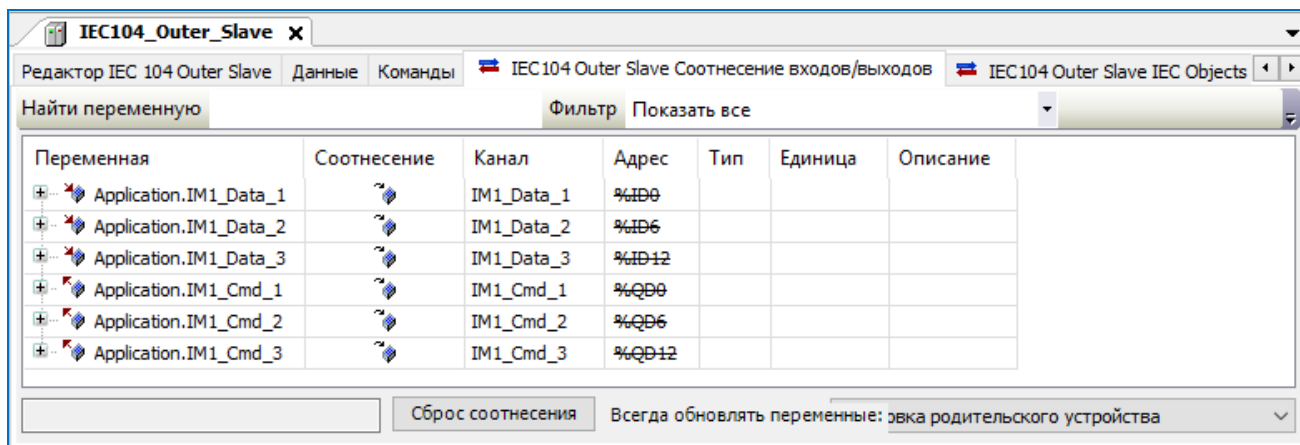 IEC104_Outer_Slave X
Редактор IEC 104 Outer Slave Данные Команды IEC104 Outer Slave Соотнесение входов/выходов IEC104 Outer Slave IEC Objects
Найти переменную Фильтр Показать все
Переменная Соотнесение Канал Адрес Тип Единица Описание
Application.IM1_Data_1 IM1_Data_1 %ID0
Application.IM1_Data_2 IM1_Data_2 %ID6
Application.IM1_Data_3 IM1_Data_3 %ID12
Application.IM1_Cmd_1 IM1_Cmd_1 %QD0
Application.IM1_Cmd_2 IM1_Cmd_2 %QD6
Application.IM1_Cmd_3 IM1_Cmd_3 %QD12
Сброс соотнесения Всегда обновлять переменные: овка родительского устройства